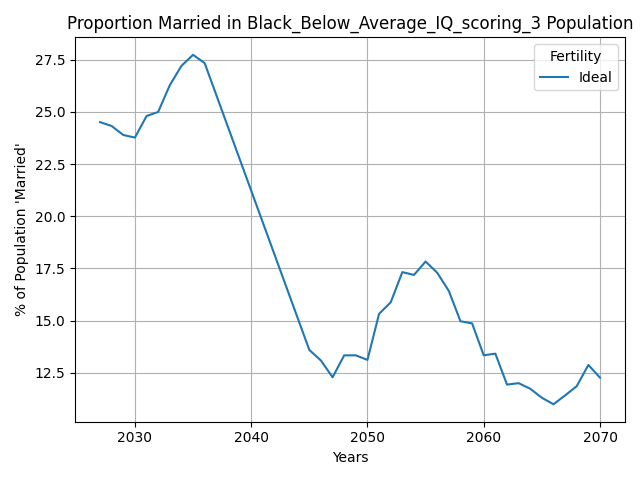 Proportion Married in Black_Below_Average_IQ_scoring_3 Population
% of Population 'Married'
27.5
25.0
22.5
20.0
17.5
15.0
12.5
Fertility
Ideal
2030 2040 2050 2060 2070
Years